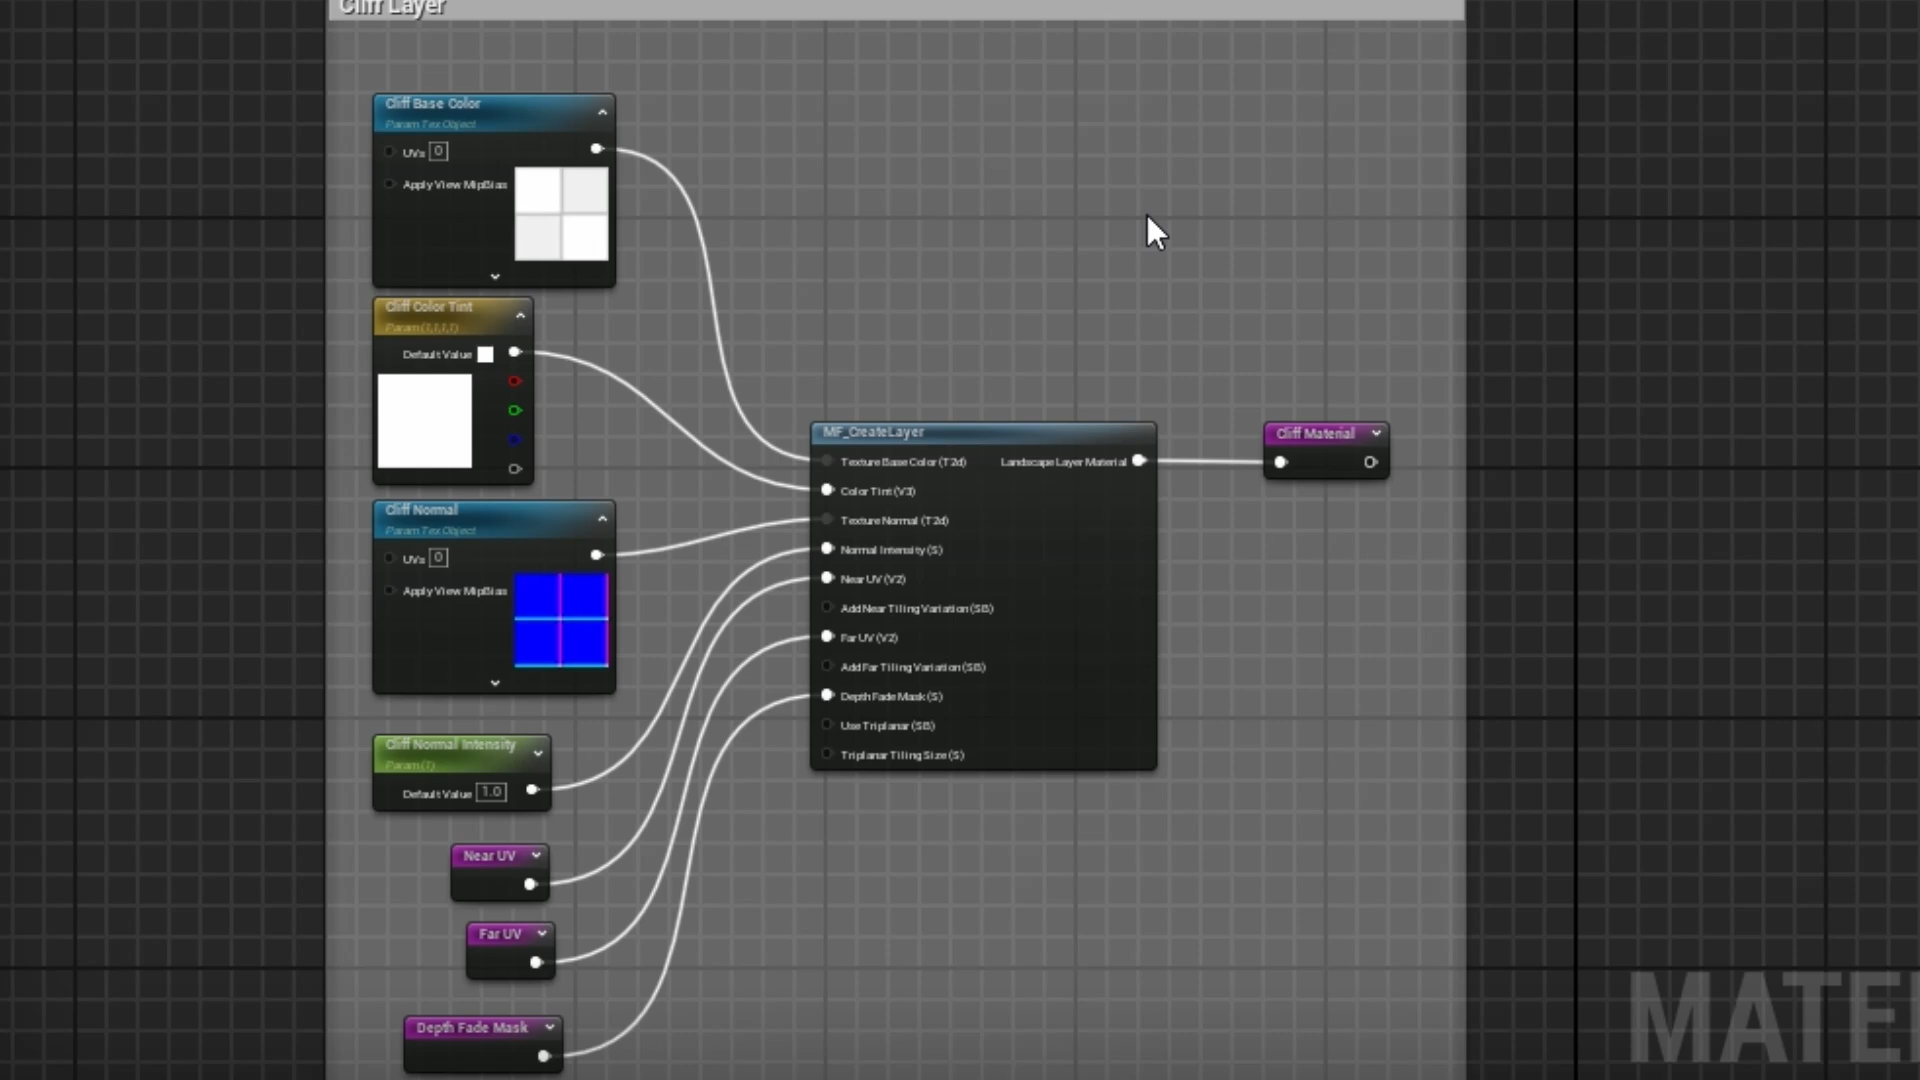 Cliff Layer
Cliff Base Color
Param Tex Object
UVs 0
Apply View MipBias
Cliff Color Tint
Param (1,1,1,1)
Default Value
Cliff Normal
Param Tex Object
UVs 0
Apply View MipBias
Cliff Normal Intensity
Param (1)
Default Value 1.0
Near UV
Far UV
Depth Fade Mask
MF_CreateLayer
Texture Base Color (T2d) Landscape Layer Material
Color Tint (V3)
Texture Normal (T2d)
Normal Intensity (S)
Near UV (V2)
Add Near Tiling Variation (SB)
Far UV (V2)
Add Far Tiling Variation (SB)
Depth Fade Mask (S)
Use Triplanar (SB)
Triplanar Tiling Size (S)
Cliff Material
MATE